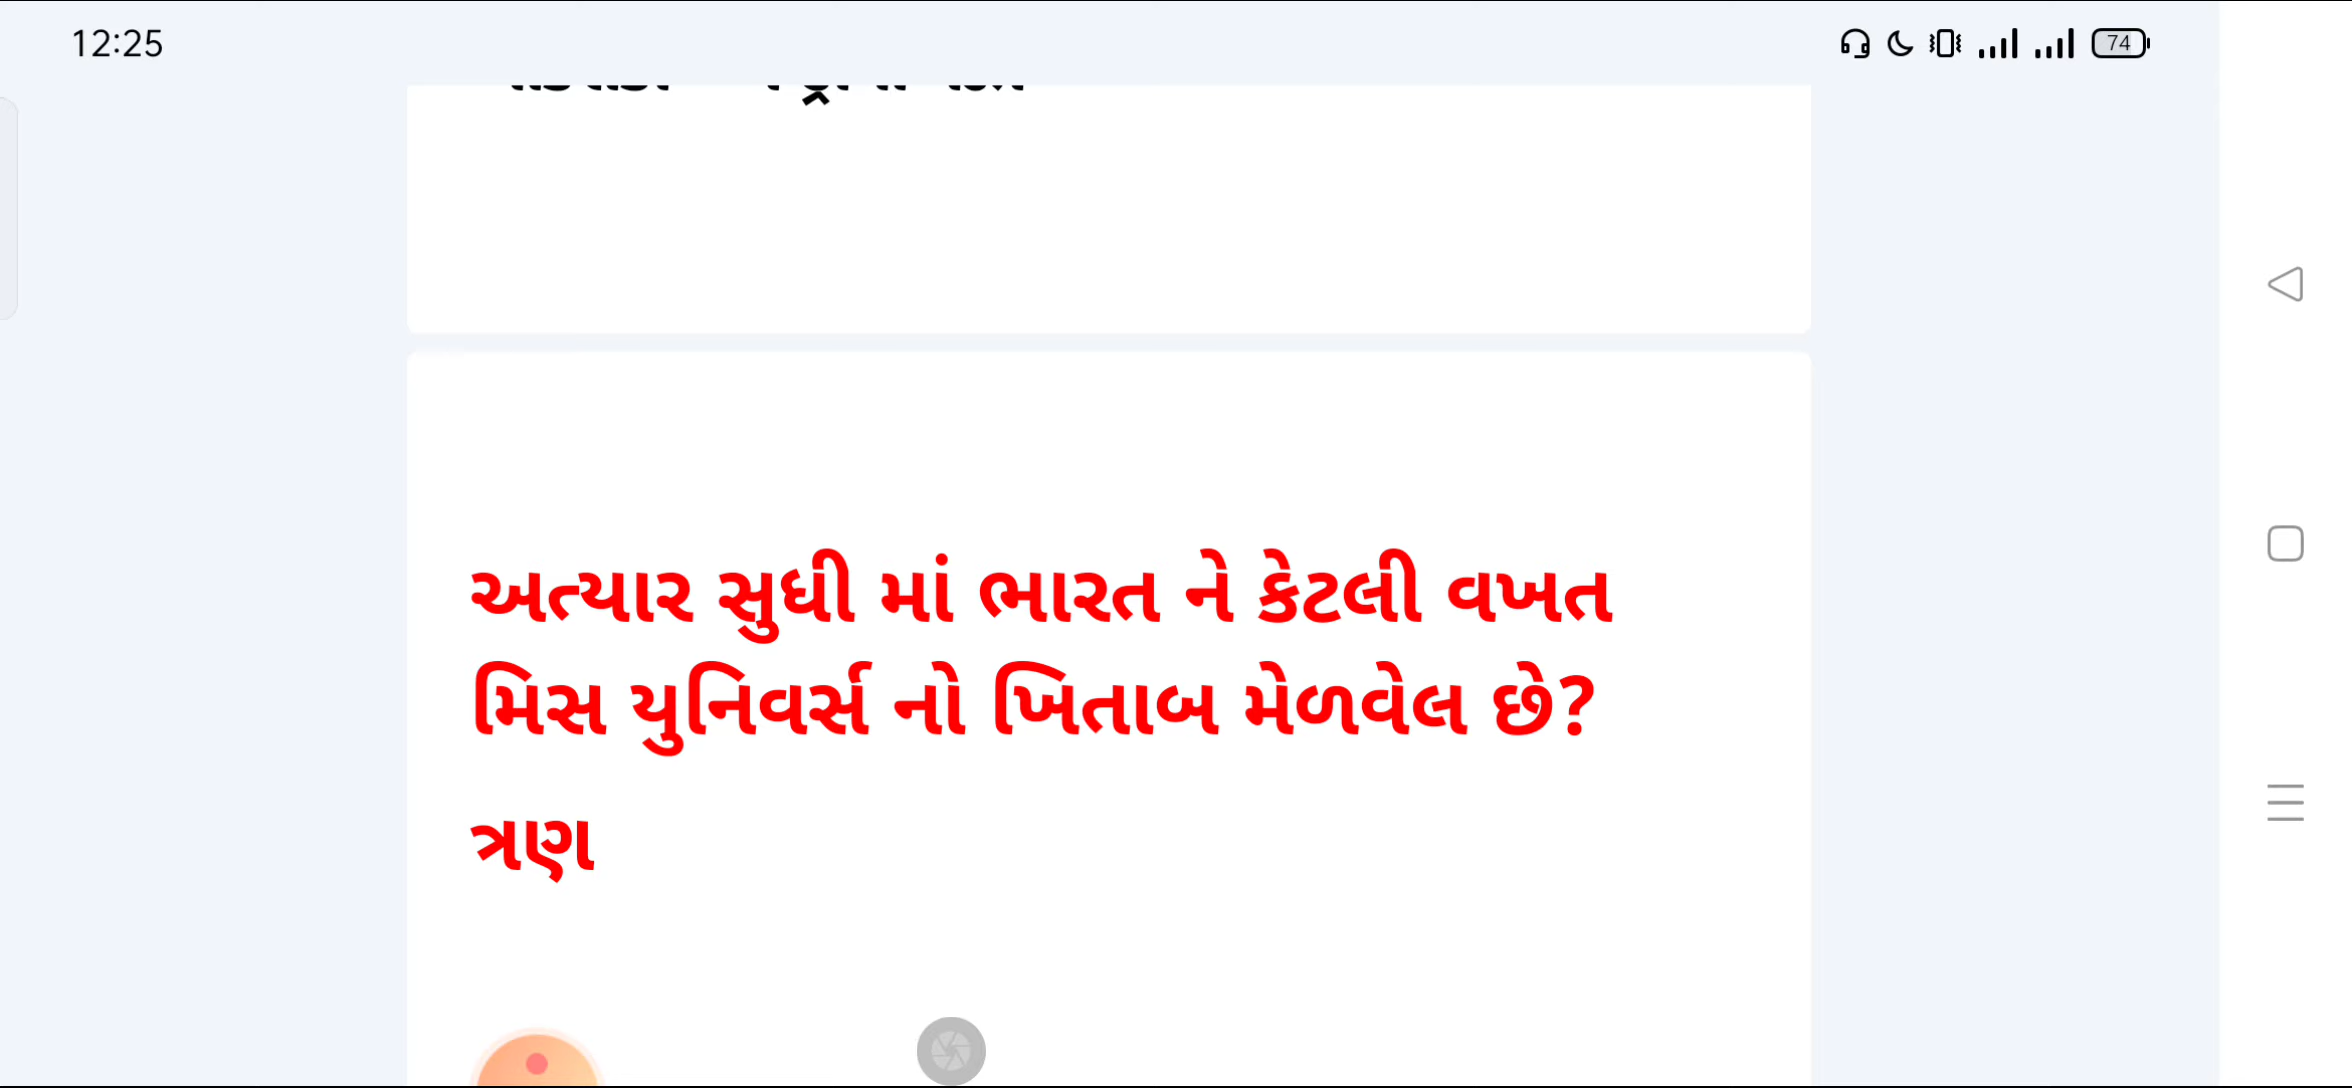 12:25
74
અત્યાર સુધી માં ભારત ને કેટલી વખત
મિસ યુનિવર્સ નો ખિતાબ મેળવેલ છે?
ત્રણ